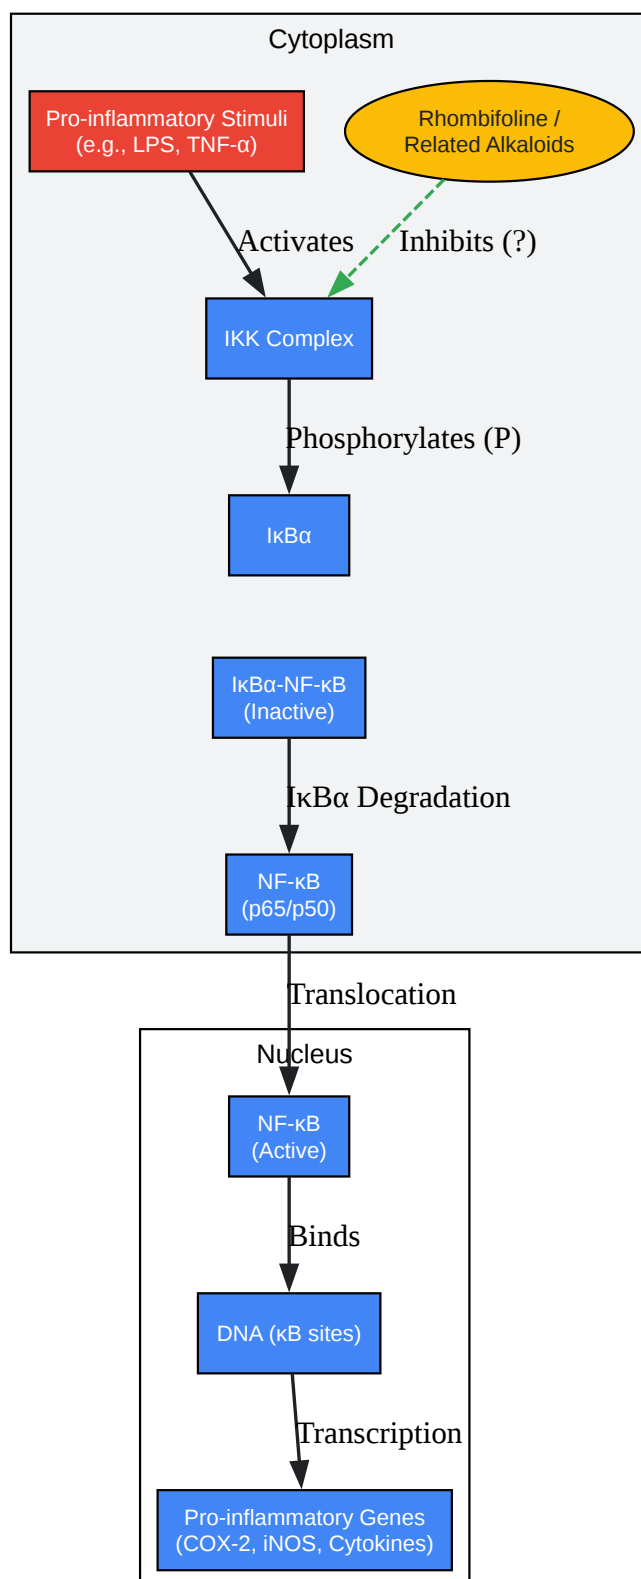 Cytoplasm
Pro-inflammatory Stimuli
(e.g., LPS, TNF-α)
Rhombifoline /
Related Alkaloids
Activates
Inhibits (?)
IKK Complex
Phosphorylates (P)
IκBα
IκBα-NF-κB
(Inactive)
IκBα Degradation
NF-κB
(p65/p50)
Translocation
Nucleus
NF-κB
(Active)
Binds
DNA (κB sites)
Transcription
Pro-inflammatory Genes
(COX-2, iNOS, Cytokines)